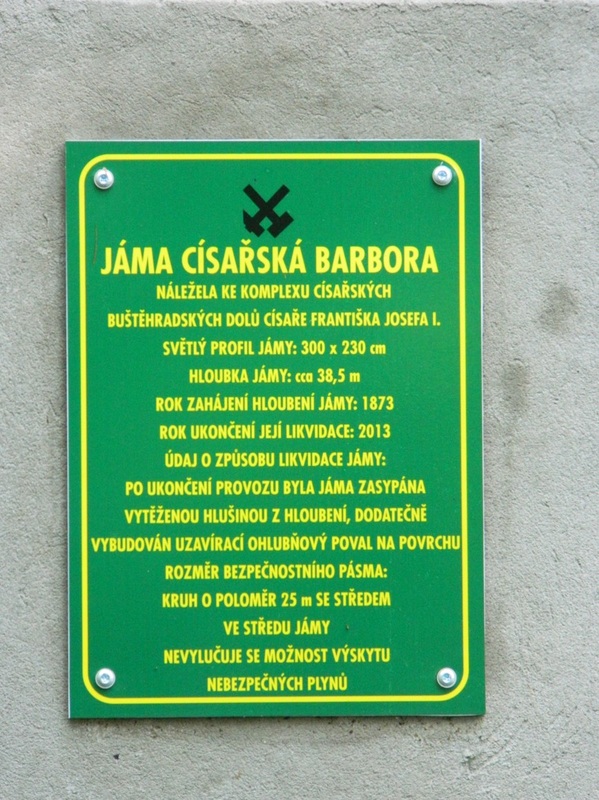 JÁMA CÍSAŘSKÁ BARBORA
NÁLEŽELA KE KOMPLEXU CÍSAŘSKÝCH
BUŠTĚHRADSKÝCH DOLŮ CÍSAŘE FRANTIŠKA JOSEFA I.
SVĚTLÝ PROFIL JÁMY: 300 x 230 cm
HLOUBKA JÁMY: cca 38,5 m
ROK ZAHÁJENÍ HLOUBENÍ JÁMY: 1873
ROK UKONČENÍ JEJÍ LIKVIDACE: 2013
ÚDAJ O ZPŮSOBU LIKVIDACE JÁMY:
PO UKONČENÍ PROVOZU BYLA JÁMA ZASYPÁNA
VYTĚŽENOU HLUŠINOU Z HLOUBENÍ, DODATEČNĚ
VYBUDOVÁN UZAVÍRACÍ OHLUBŇOVÝ POVAL NA POVRCHU
ROZMĚR BEZPEČNOSTNÍHO PÁSMA:
KRUH O POLOMĚR 25 m SE STŘEDEM
VE STŘEDU JÁMY
NEVYLUČUJE SE MOŽNOST VÝSKYTU
NEBEZPEČNÝCH PLYNŮ